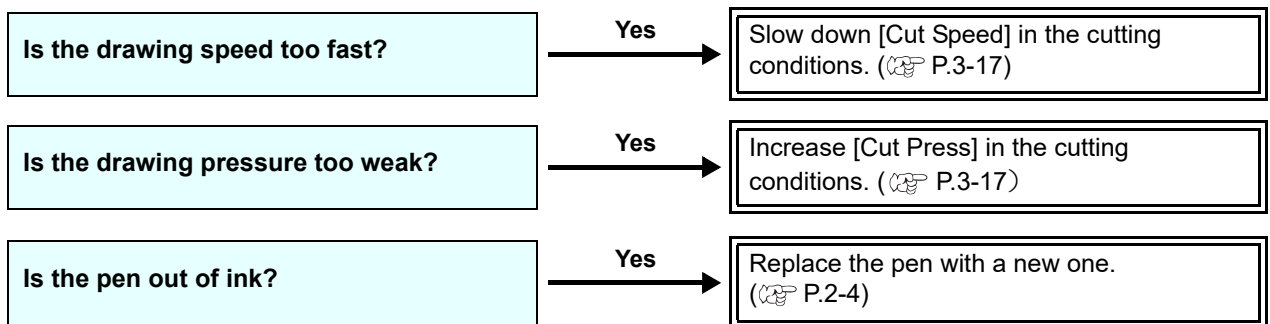 Is the drawing speed too fast?
Yes
Slow down [Cut Speed] in the cutting
conditions. (☞ P.3-17)
Is the drawing pressure too weak?
Yes
Increase [Cut Press] in the cutting
conditions. ( ☞ P.3-17）
Is the pen out of ink?
Yes
Replace the pen with a new one.
(☞ P.2-4)